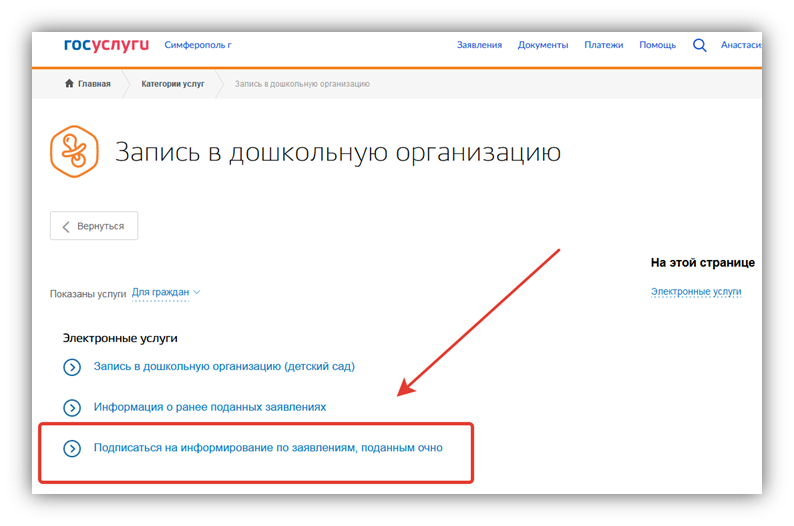 госуслуги Симферополь г Заявления Документы Платежи Помощь Анастасия
Главная Категории услуг Запись в дошкольную организацию
Запись в дошкольную организацию
Вернуться
На этой странице
Показаны услуги Для граждан
Электронные услуги
Электронные услуги
Запись в дошкольную организацию (детский сад)
Информация о ранее поданных заявлениях
Подписаться на информирование по заявлениям, поданным очно